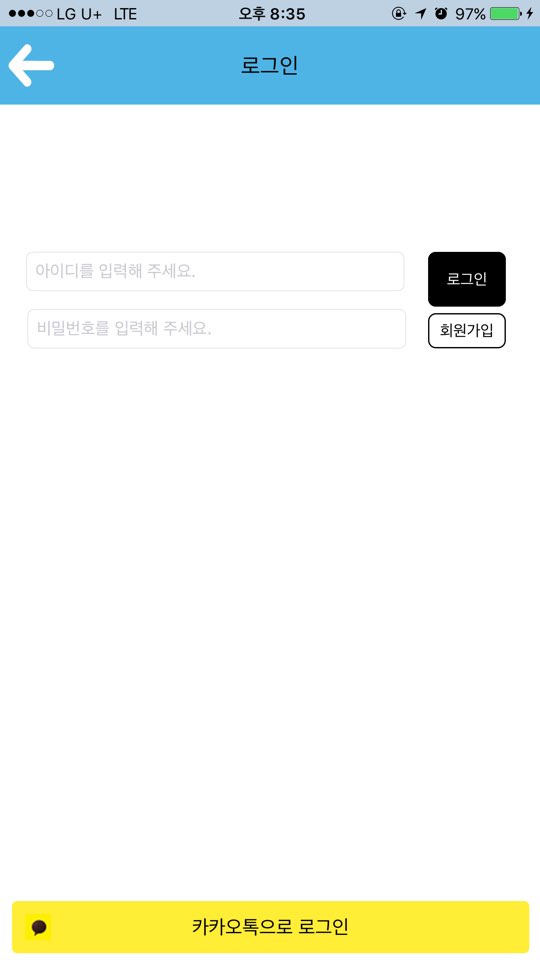 LG U+ LTE 오후 8:35 97%
로그인
아이디를 입력해 주세요.
로그인
비밀번호를 입력해 주세요.
회원가입
카카오톡으로 로그인